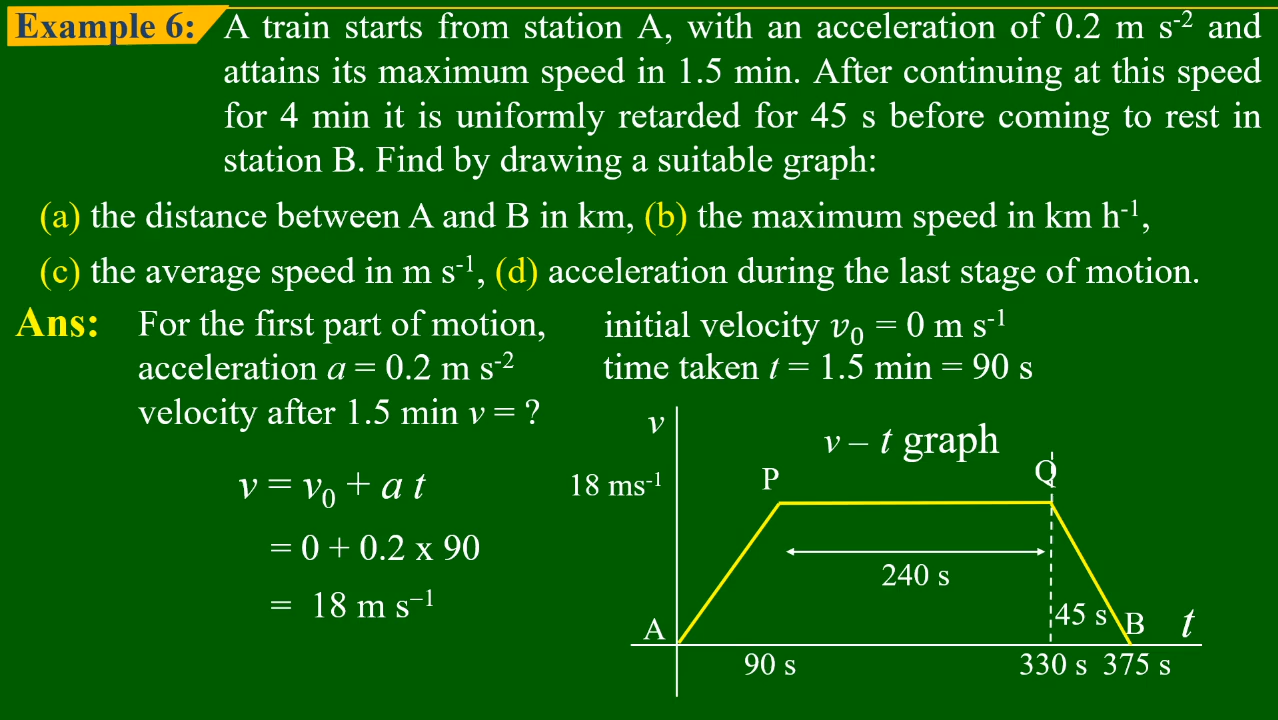 Example 6: A train starts from station A, with an acceleration of 0.2 m s⁻² and
attains its maximum speed in 1.5 min. After continuing at this speed
for 4 min it is uniformly retarded for 45 s before coming to rest in
station B. Find by drawing a suitable graph:
(a) the distance between A and B in km, (b) the maximum speed in km h⁻¹,
(c) the average speed in m s⁻¹, (d) acceleration during the last stage of motion.
Ans: For the first part of motion, initial velocity v₀ = 0 m s⁻¹
acceleration a = 0.2 m s⁻² time taken t = 1.5 min = 90 s
velocity after 1.5 min v = ?
v = v₀ + a t
= 0 + 0.2 x 90
= 18 m s⁻¹
v
v – t graph
18 ms⁻¹ P Q
240 s
45 s
A B t
90 s 330 s 375 s